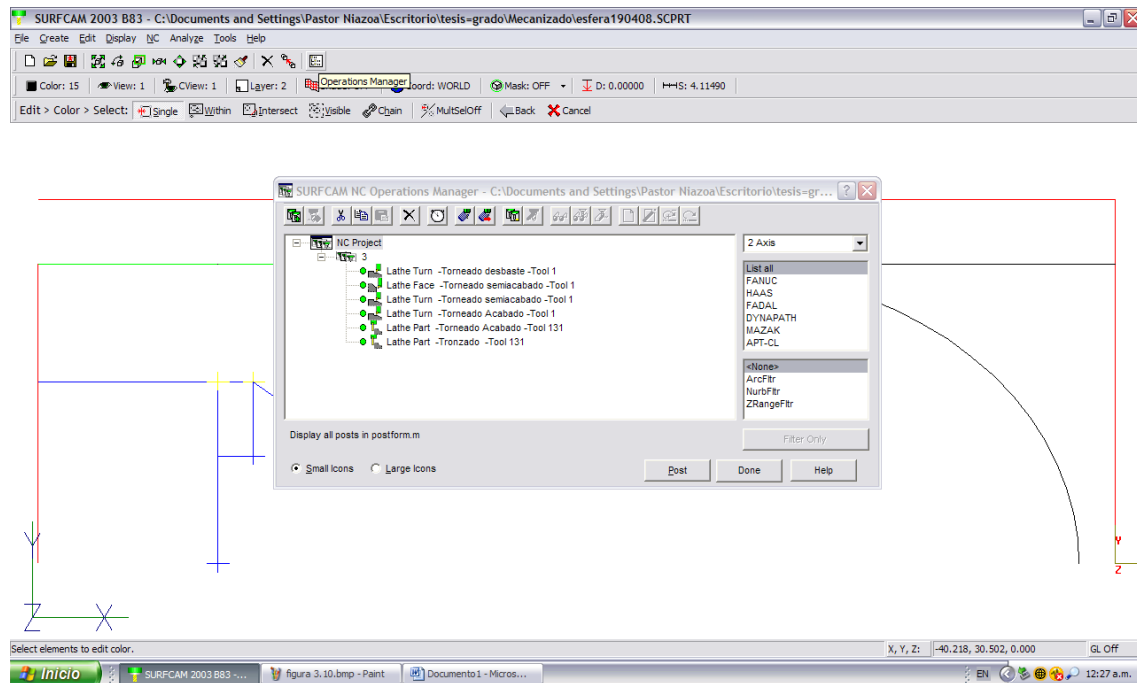 SURFCAM 2003 B83 - C:\Documents and Settings\Pastor Niazoa\Escritorio\tesis=grado\Mecanizado\esfera190408.SCPRT
File Create Edit Display NC Analyze Tools Help
Operations Manager
Color: 15 View: 1 CView: 1 Layer: 2 Coord: WORLD Mask: OFF D: 0.00000 S: 4.11490
Edit > Color > Select: Single Within Intersect Visible Chain MultSelOff Back Cancel
SURFCAM NC Operations Manager - C:\Documents and Settings\Pastor Niazoa\Escritorio\tesis=gr...
NC Project
3
Lathe Turn -Torneado desbaste -Tool 1
Lathe Face -Torneado semiacabado -Tool 1
Lathe Turn -Torneado semiacabado -Tool 1
Lathe Turn -Torneado Acabado -Tool 1
Lathe Part -Torneado Acabado -Tool 131
Lathe Part -Tronzado -Tool 131
2 Axis
List all
FANUC
HAAS
FADAL
DYNAPATH
MAZAK
APT-CL
<None>
ArcFltr
NurbFltr
ZRangeFltr
Display all posts in postform.m
Filter Only
Small Icons Large Icons
Post Done Help
Y
Z X
Y
Z
Select elements to edit color. X, Y, Z: -40.218, 30.502, 0.000 GL Off
Inicio SURFCAM 2003 B83 -... figura 3.10.bmp - Paint Documento1 - Micros... EN 12:27 a.m.